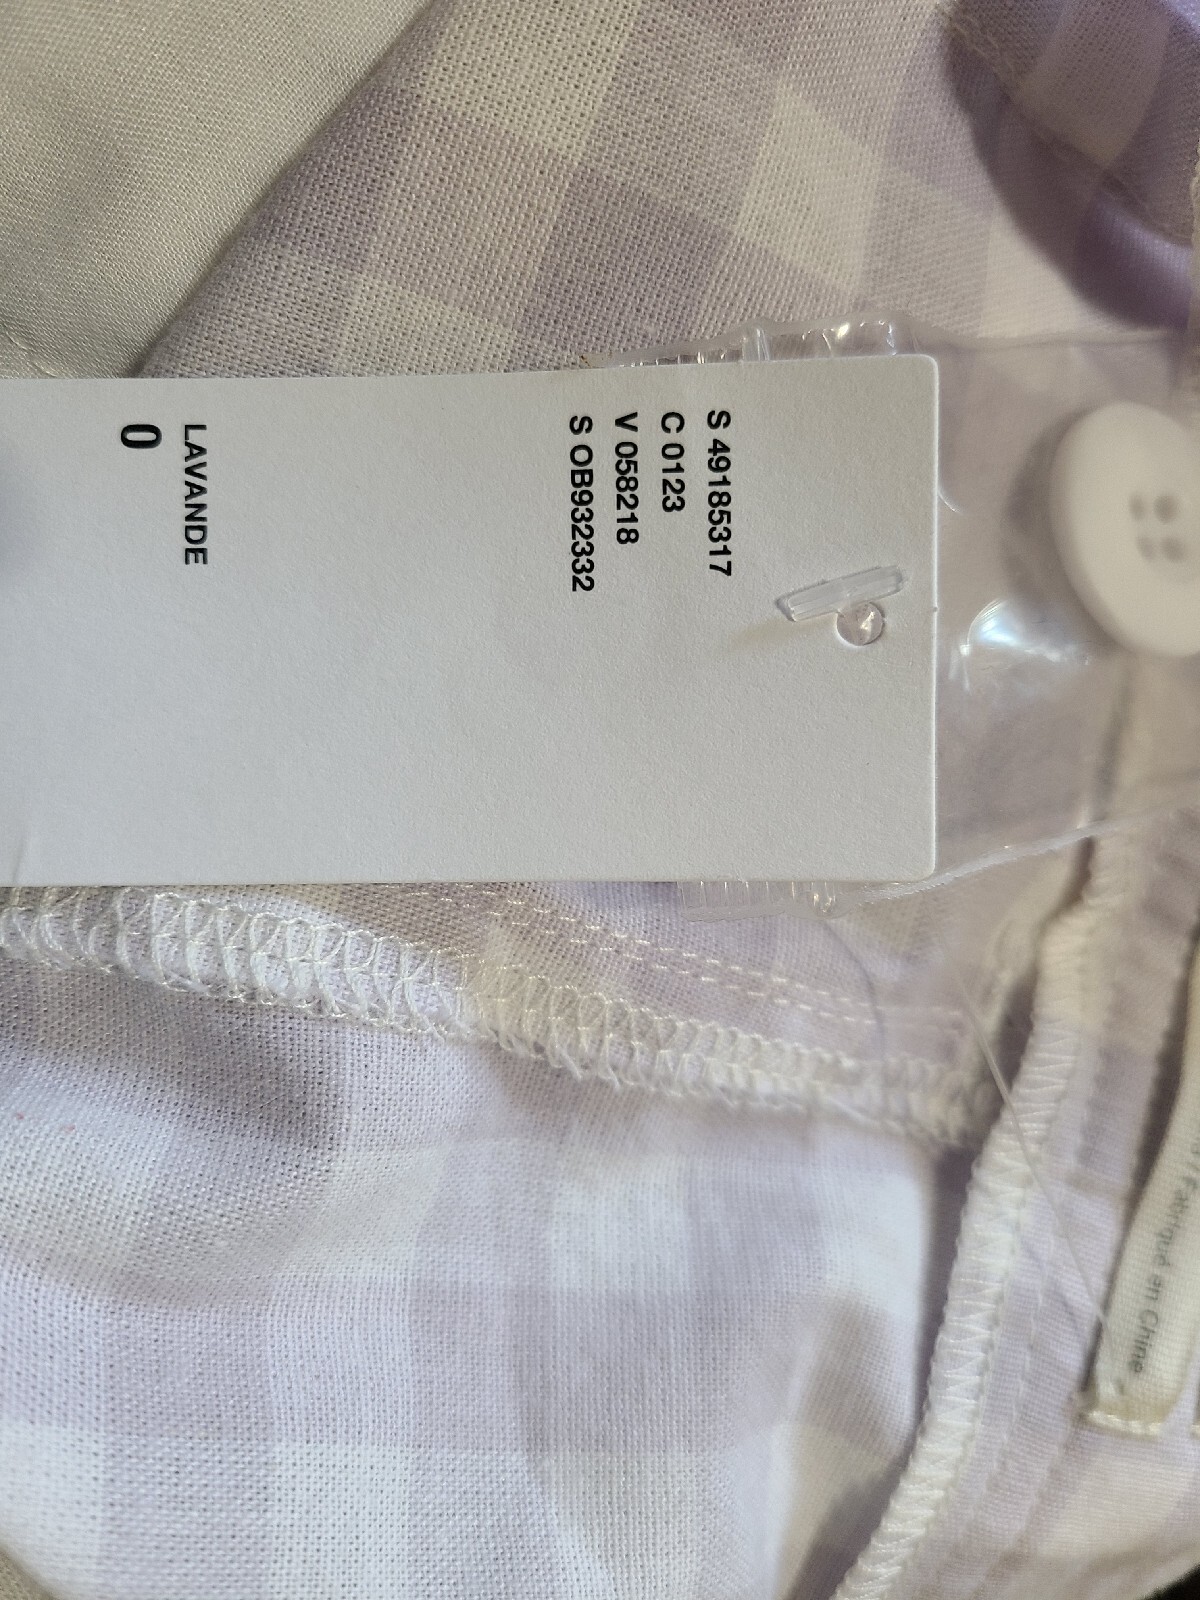 S 49185317
C 0123
V 058218
S OB932332
LAVANDE
0
Fabriqué en Chine